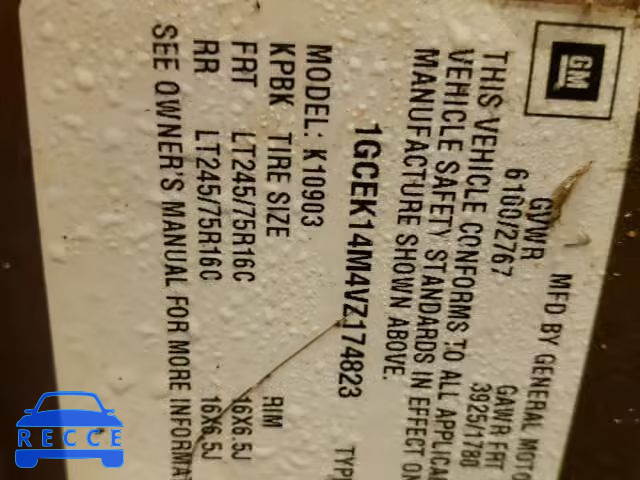 GM
MFD BY GENERAL MOTO
GVWR GAWR FRT
6100/2767 3925/1780
THIS VEHICLE CONFORMS TO ALL APPLICA
VEHICLE SAFETY STANDARDS IN EFFECT ON
MANUFACTURE SHOWN ABOVE.
1GCEK14M4VZ174823 TYP
MODEL: K10903
KPBK TIRE SIZE RIM
FRT LT245/75R16C 16X6.5J
RR LT245/75R16C 16X6.5J
SEE OWNER'S MANUAL FOR MORE INFORMAT
RECCE